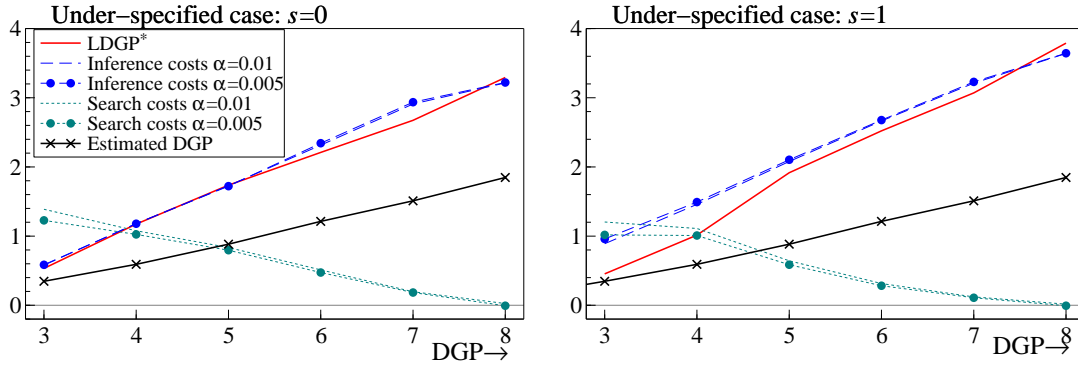 Under−specified case: s=0
4
3
2
1
0
LDGP*
Inference costs α=0.01
Inference costs α=0.005
Search costs α=0.01
Search costs α=0.005
Estimated DGP
3 4 5 6 7 8
DGP→
Under−specified case: s=1
4
3
2
1
0
3 4 5 6 7 8
DGP→